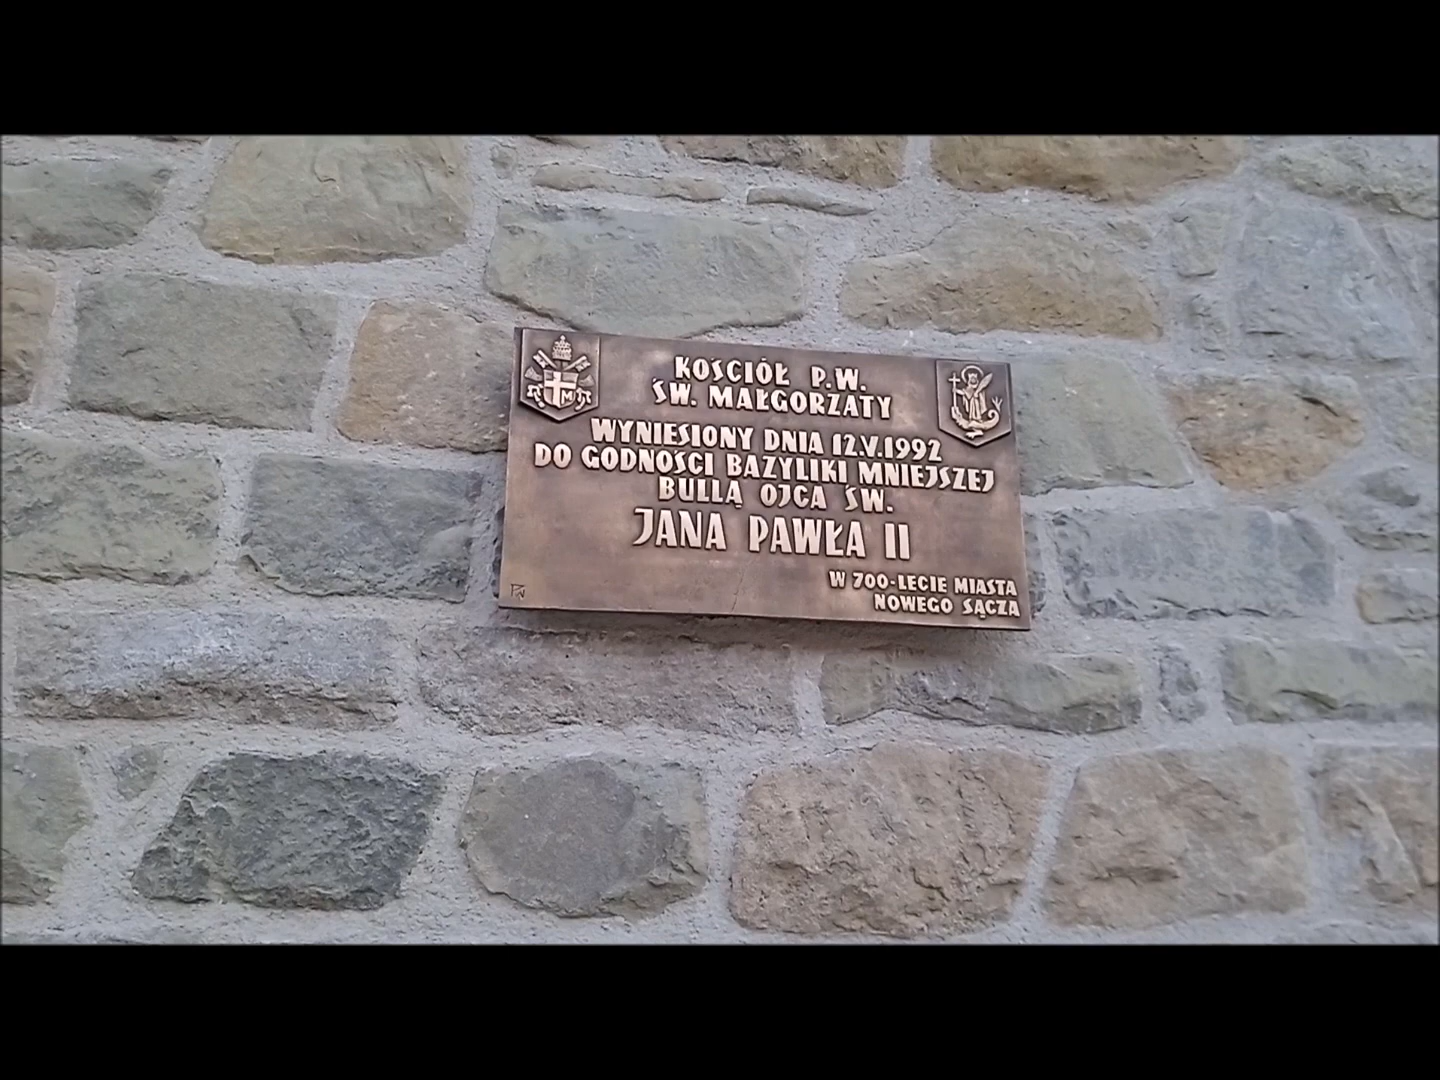 KOŚCIÓŁ P.W.
ŚW. MAŁGORZATY
WYNIESIONY DNIA 12.V.1992
DO GODNOŚCI BAZYLIKI MNIEJSZEJ
BULLĄ OJCA ŚW.
JANA PAWŁA II
W 700-LECIE MIASTA
NOWEGO SĄCZA